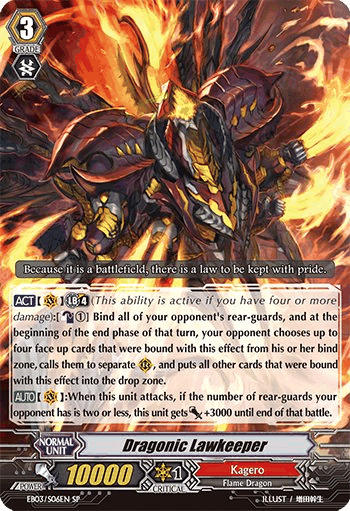 3
GRADE
Because it is a battlefield, there is a law to be kept with pride.
ACT [ ] LB 4 (This ability is active if you have four or more
damage):[ 1] Bind all of your opponent's rear-guards, and at the
beginning of the end phase of that turn, your opponent chooses up to
four face up cards that were bound with this effect from his or her bind
zone, calls them to separate , and puts all other cards that were bound
with this effect into the drop zone.
AUTO [ ]:When this unit attacks, if the number of rear-guards your
opponent has is two or less, this unit gets +3000 until end of that battle.
NORMAL
UNIT
Dragonic Lawkeeper
POWER
10000
1
CRITICAL
Kagero
Flame Dragon
EB03/S06EN SP
ILLUST / 増田幹生